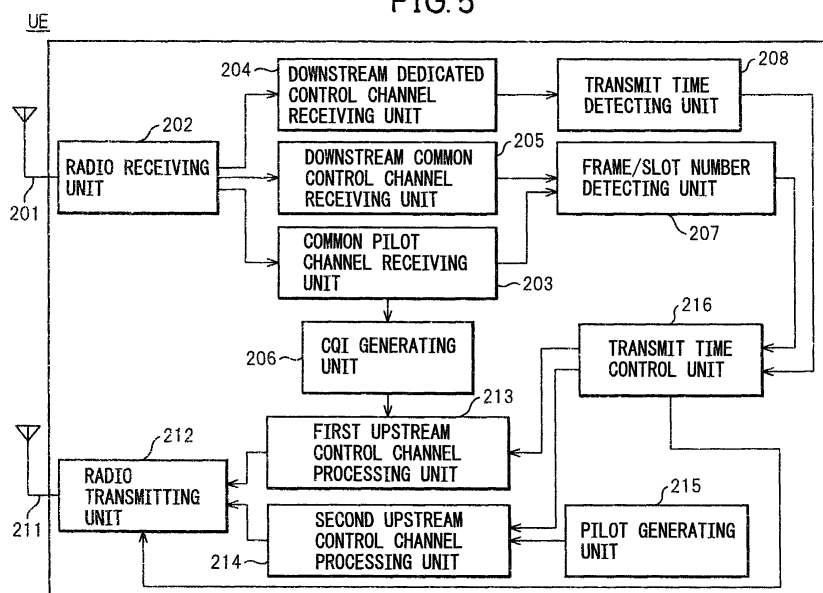 FIG. 5
UE
204
DOWNSTREAM DEDICATED
CONTROL CHANNEL
RECEIVING UNIT
208
TRANSMIT TIME
DETECTING UNIT
202
RADIO RECEIVING
UNIT
201
205
DOWNSTREAM COMMON
CONTROL CHANNEL
RECEIVING UNIT
FRAME/SLOT NUMBER
DETECTING UNIT
207
COMMON PILOT
CHANNEL RECEIVING
UNIT
203
206
CQI GENERATING
UNIT
216
TRANSMIT TIME
CONTROL UNIT
213
FIRST UPSTREAM
CONTROL CHANNEL
PROCESSING UNIT
212
RADIO
TRANSMITTING
UNIT
211
214
SECOND UPSTREAM
CONTROL CHANNEL
PROCESSING UNIT
215
PILOT GENERATING
UNIT